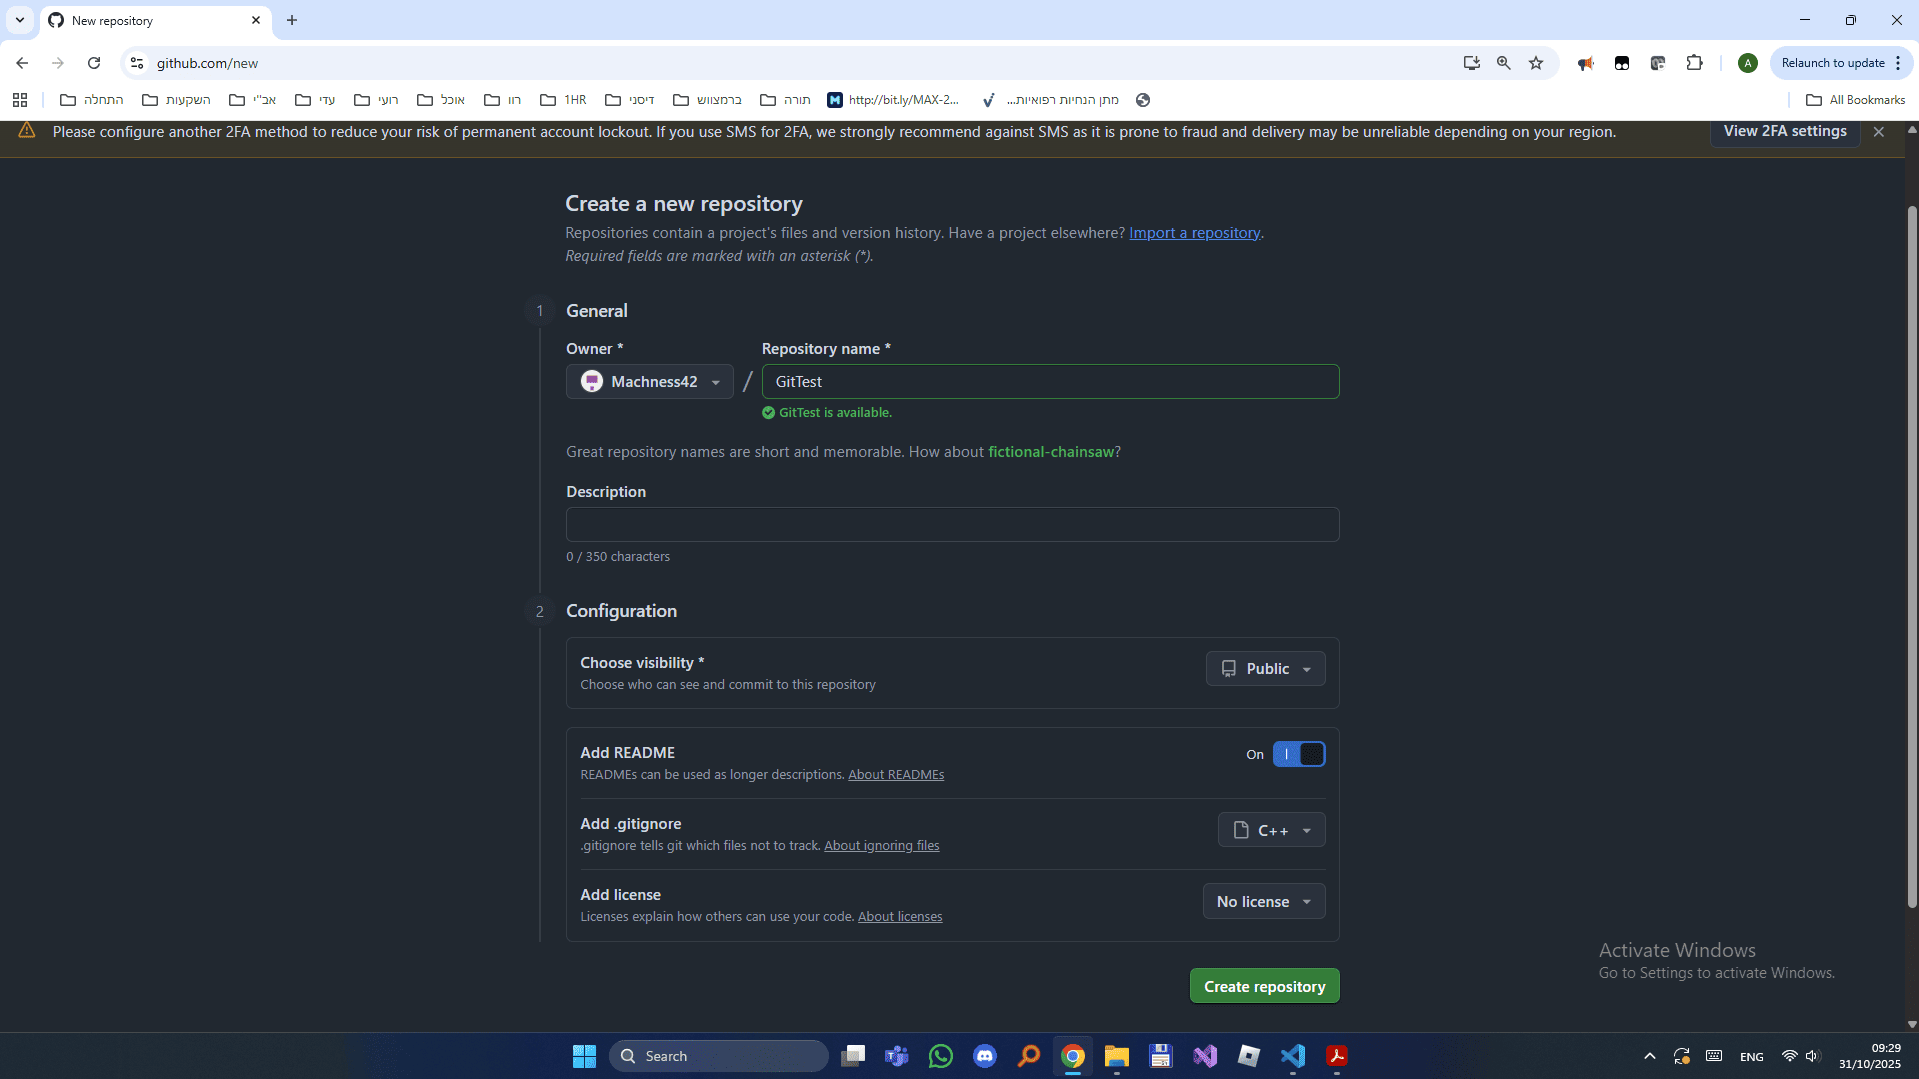 New repository
github.com/new
Relaunch to update
התחלה
השקעות
אב''י
עדי
רועי
אוכל
רוו
1HR
דיסני
ברמצווש
תורה
http://bit.ly/MAX-2...
מתן הנחיות רפואיות...
All Bookmarks
Please configure another 2FA method to reduce your risk of permanent account lockout. If you use SMS for 2FA, we strongly recommend against SMS as it is prone to fraud and delivery may be unreliable depending on your region.
View 2FA settings
Create a new repository
Repositories contain a project's files and version history. Have a project elsewhere? Import a repository.
Required fields are marked with an asterisk (*).
1 General
Owner * Repository name *
Machness42 / GitTest
GitTest is available.
Great repository names are short and memorable. How about fictional-chainsaw?
Description
0 / 350 characters
2 Configuration
Choose visibility *
Choose who can see and commit to this repository
Public
Add README
READMEs can be used as longer descriptions. About READMEs
On
Add .gitignore
.gitignore tells git which files not to track. About ignoring files
C++
Add license
Licenses explain how others can use your code. About licenses
No license
Create repository
Activate Windows
Go to Settings to activate Windows.
Search
ENG
09:29
31/10/2025